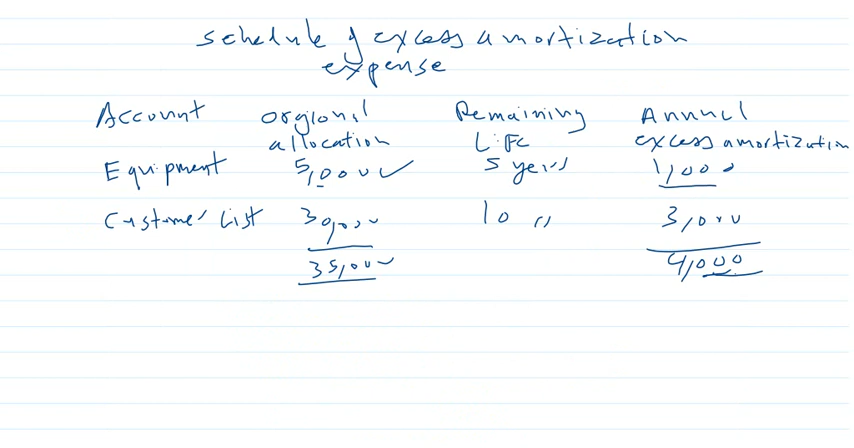 schedule of excess amortization
expense
Account orgional allocation Remaining Life Annual excess amortization
Equipment 5,000 5 years 1,000
Customer List 30,000 10 " 3,000
35,000 4,000